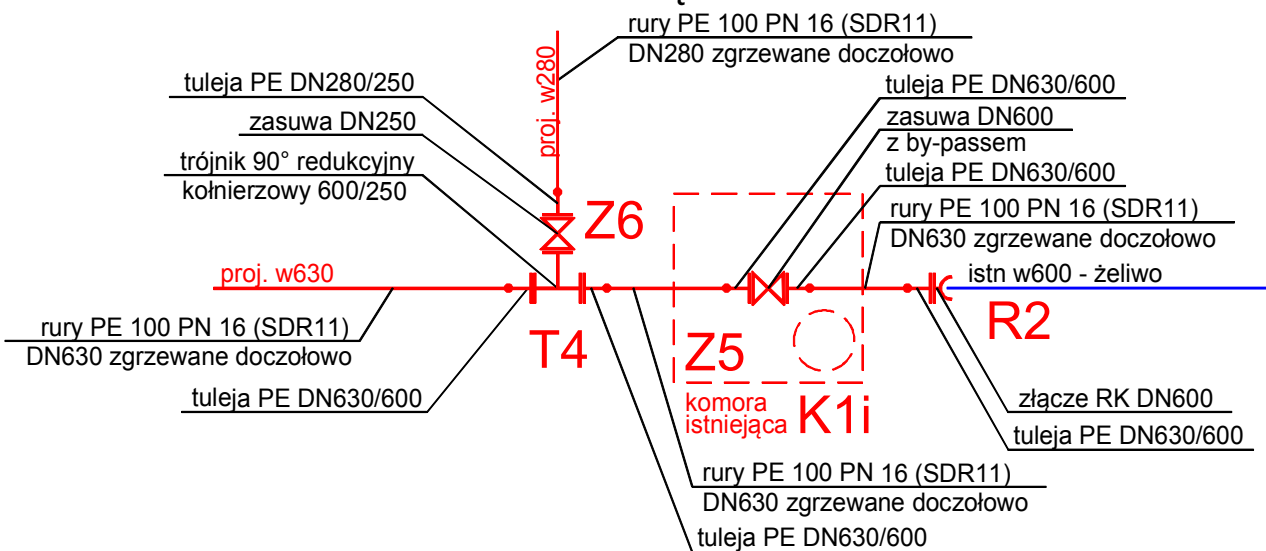 rury PE 100 PN 16 (SDR11)
DN280 zgrzewane doczołowo
tuleja PE DN280/250
zasuwa DN250
trójnik 90° redukcyjny
kołnierzowy 600/250
proj. w280
tuleja PE DN630/600
zasuwa DN600
z by-passem
tuleja PE DN630/600
rury PE 100 PN 16 (SDR11)
DN630 zgrzewane doczołowo
istn w600 - żeliwo
Z6
proj. w630
R2
rury PE 100 PN 16 (SDR11)
DN630 zgrzewane doczołowo
T4
Z5
tuleja PE DN630/600
komora
istniejąca
K1i
złącze RK DN600
tuleja PE DN630/600
rury PE 100 PN 16 (SDR11)
DN630 zgrzewane doczołowo
tuleja PE DN630/600